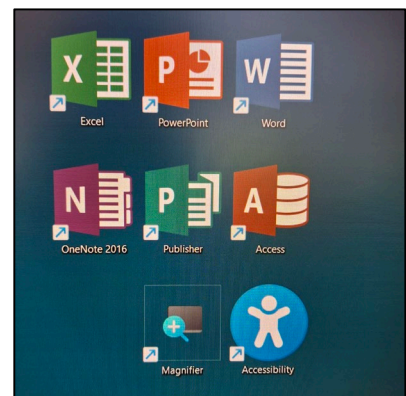 X P W
Excel PowerPoint Word
N P A
OneNote 2016 Publisher Access
Magnifier Accessibility